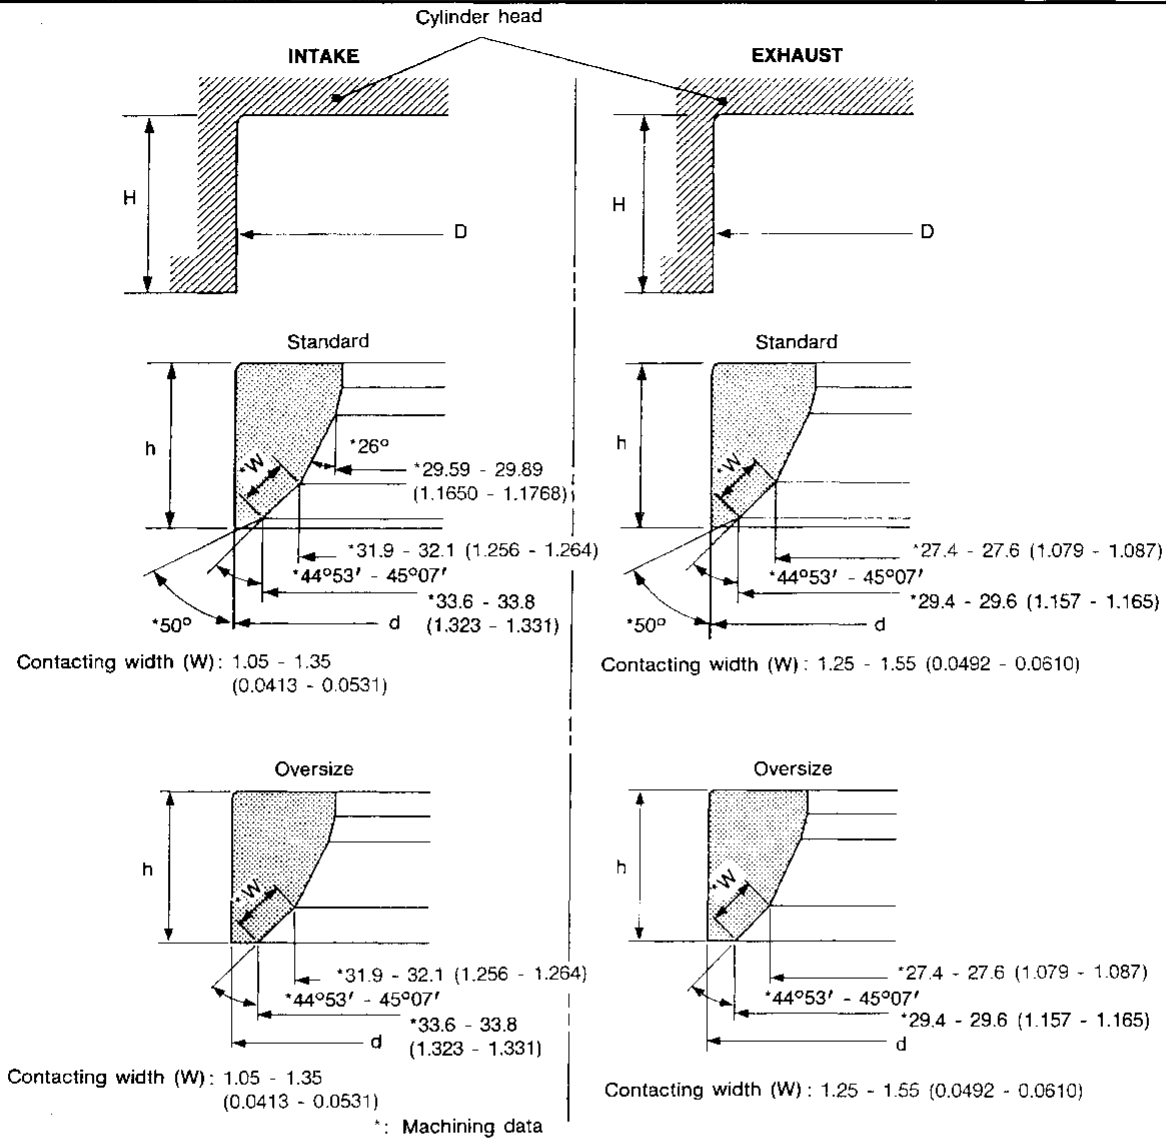 Cylinder head
INTAKE
H
D
Standard
h
*W
*26°
*29.59 - 29.89
(1.1650 - 1.1768)
*31.9 - 32.1 (1.256 - 1.264)
*44°53′ - 45°07′
*33.6 - 33.8
(1.323 - 1.331)
*50°
d
Contacting width (W): 1.05 - 1.35
(0.0413 - 0.0531)
Oversize
h
*W
*31.9 - 32.1 (1.256 - 1.264)
*44°53′ - 45°07′
*33.6 - 33.8
(1.323 - 1.331)
d
Contacting width (W): 1.05 - 1.35
(0.0413 - 0.0531)
EXHAUST
H
D
Standard
h
*W
*27.4 - 27.6 (1.079 - 1.087)
*44°53′ - 45°07′
*29.4 - 29.6 (1.157 - 1.165)
*50°
d
Contacting width (W): 1.25 - 1.55 (0.0492 - 0.0610)
Oversize
h
*W
*27.4 - 27.6 (1.079 - 1.087)
*44°53′ - 45°07′
*29.4 - 29.6 (1.157 - 1.165)
d
Contacting width (W): 1.25 - 1.55 (0.0492 - 0.0610)
*: Machining data